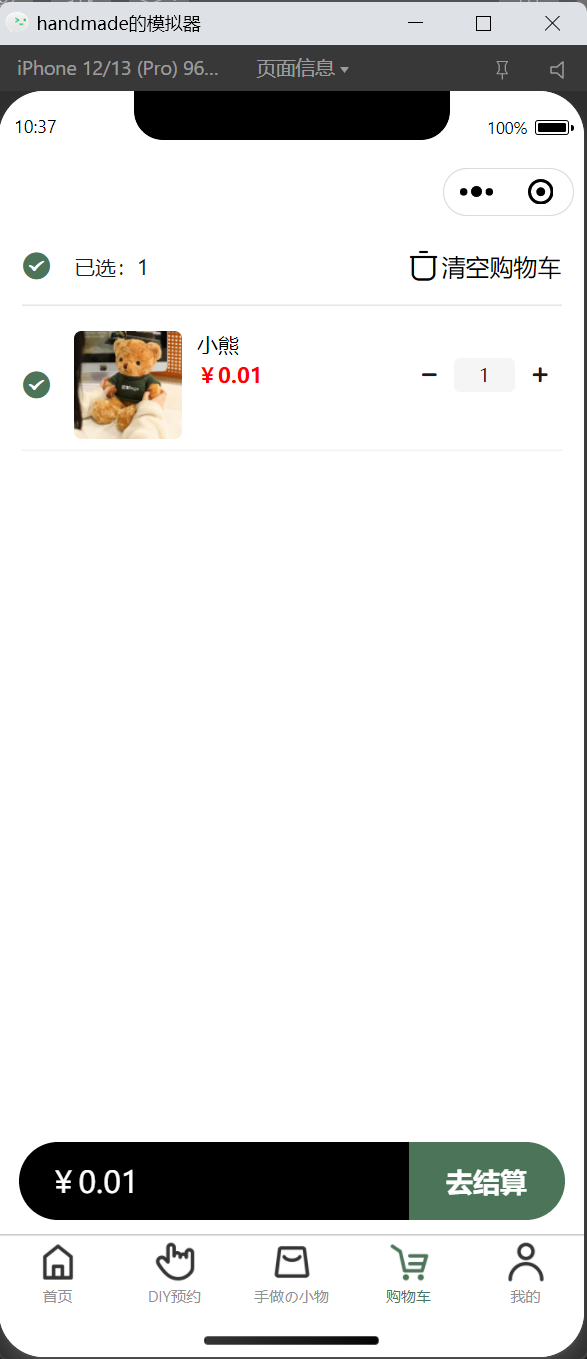 handmade的模拟器
iPhone 12/13 (Pro) 96... 页面信息
10:37 100%
已选：1 清空购物车
小熊
￥0.01
1
￥0.01 去结算
首页 DIY预约 手做の小物 购物车 我的